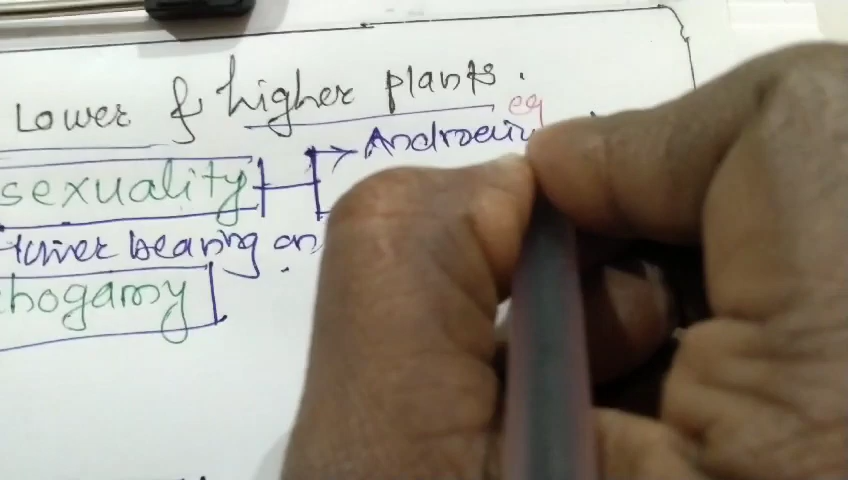 Lower & higher plants.
eg
sexuality Androeciu
flower bearing on
hogamy